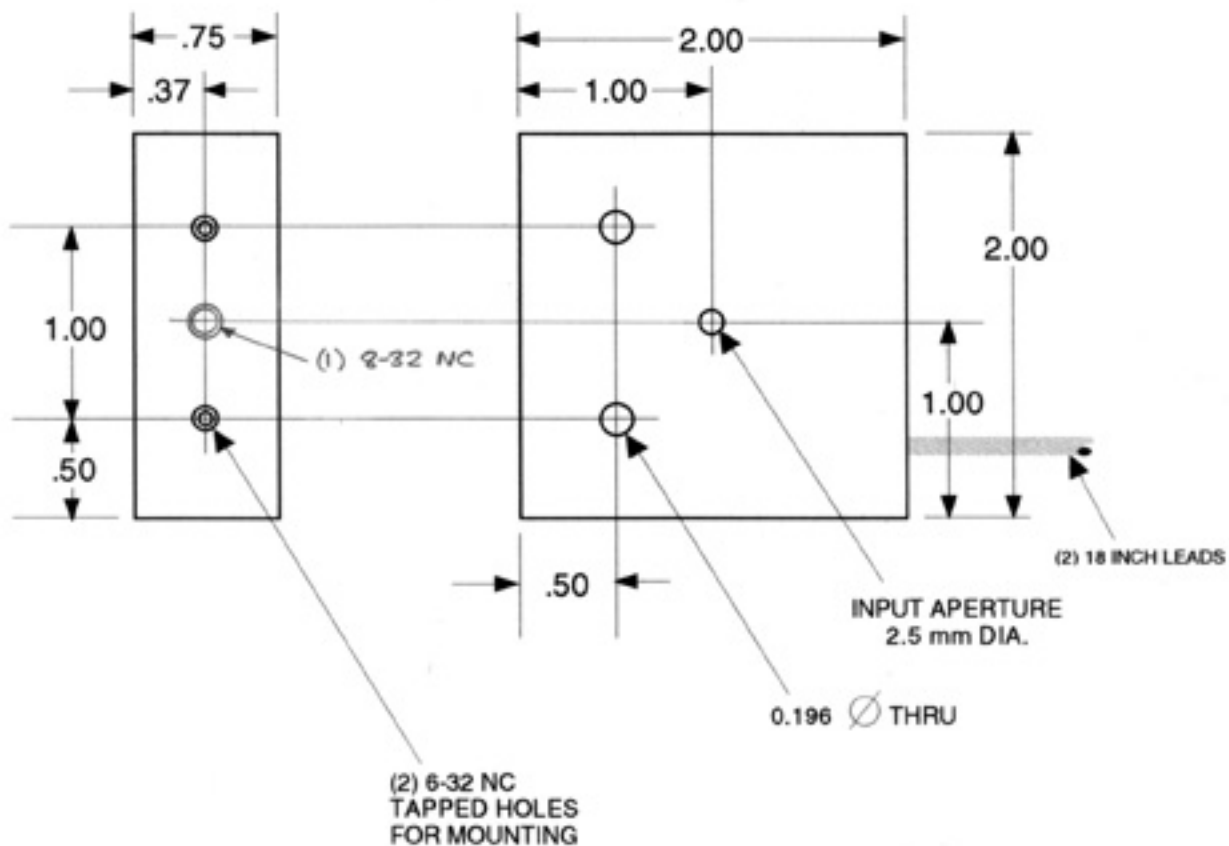 .75
2.00
.37
1.00
2.00
1.00
(1) 8-32 NC
1.00
.50
(2) 18 INCH LEADS
.50
INPUT APERTURE
2.5 mm DIA.
0.196 ∅ THRU
(2) 6-32 NC
TAPPED HOLES
FOR MOUNTING